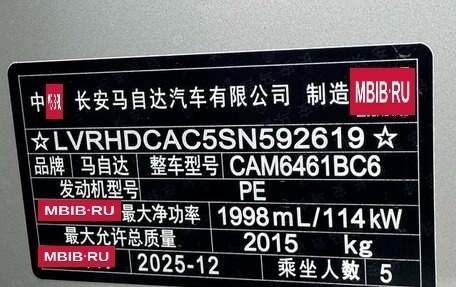 中 长安马自达汽车有限公司 制造 MBIB.RU
☆LVRHDCAC5SN592619☆
品牌 马自达 整车型号 CAM6461BC6
发动机型号 PE
MBIB.RU 最大净功率 1998mL/114kW
最大允许总质量 2015 kg
MBIB.RU 2025-12 乘坐人数 5